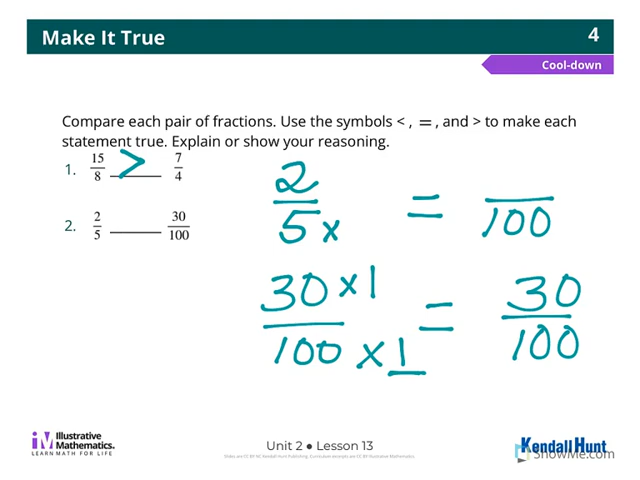 Make It True
4
Cool-down
Compare each pair of fractions. Use the symbols <, =, and > to make each
statement true. Explain or show your reasoning.
1. 15/8 > 7/4
2. 2/5 ____ 30/100
2/5 x = /100
30 x 1 / 100 x 1 = 30/100
IM Illustrative Mathematics.
LEARN MATH FOR LIFE
Unit 2 ● Lesson 13
Kendall Hunt
ShowMe.com